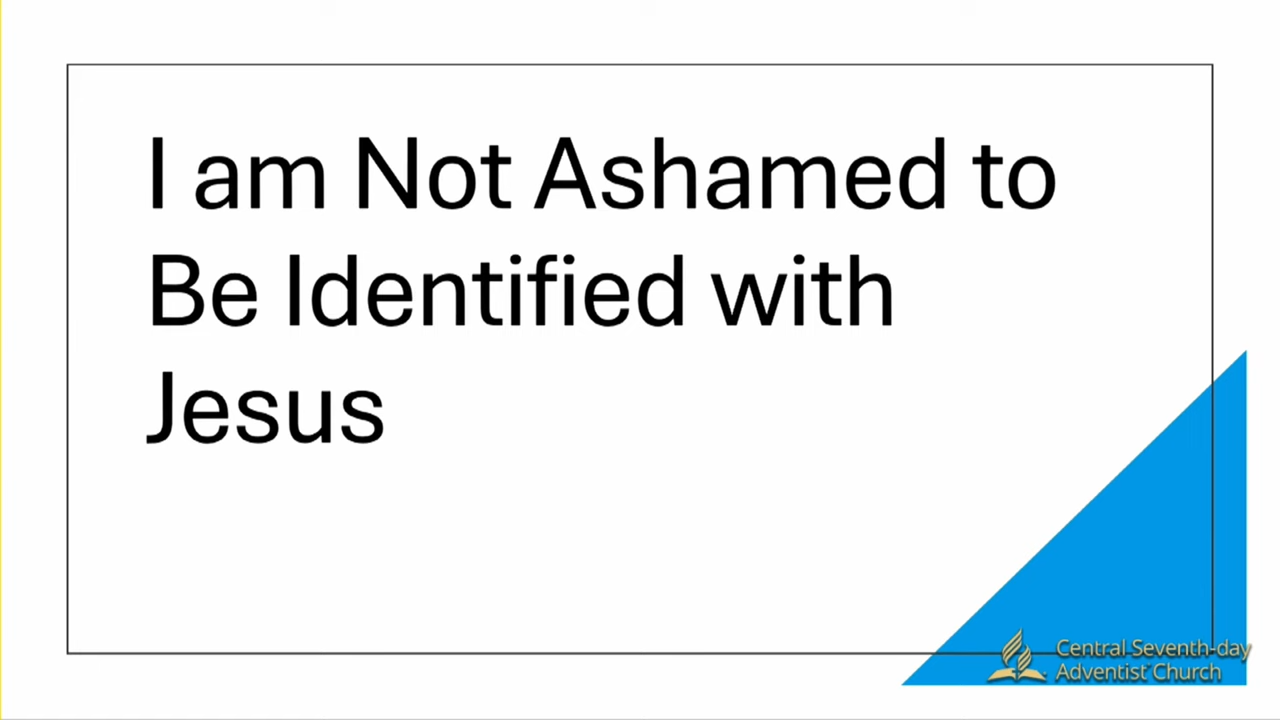 I am Not Ashamed to
Be Identified with
Jesus
Central Seventh-day
Adventist Church